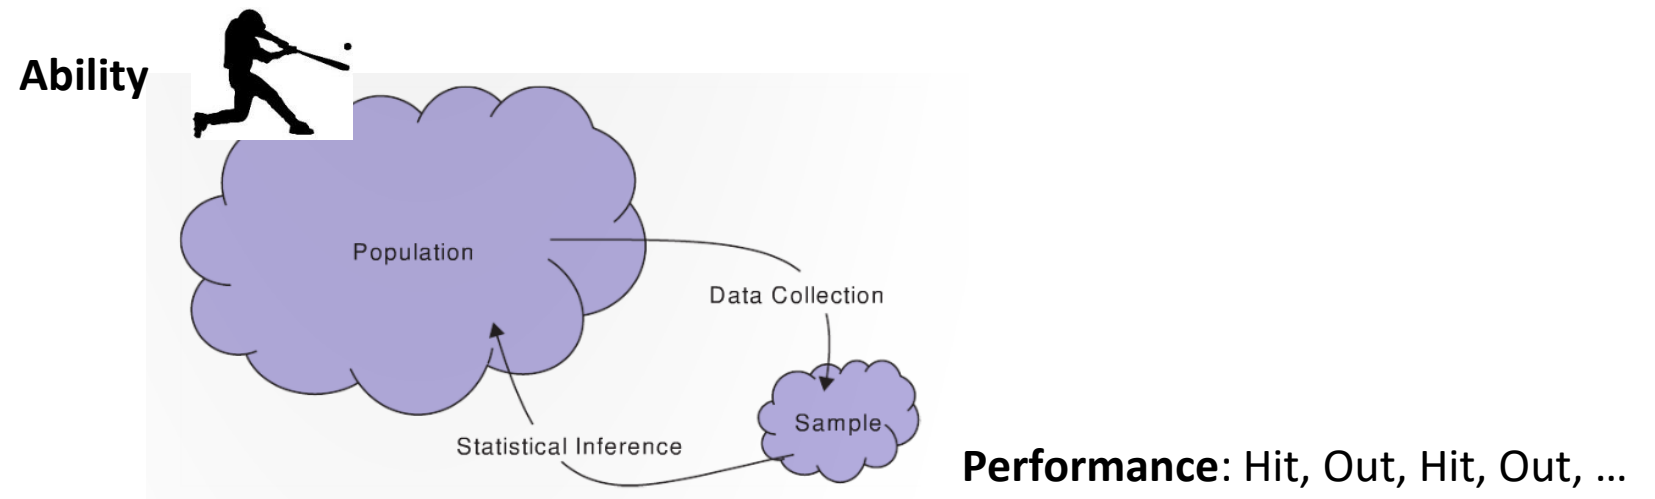 Ability
Population
Data Collection
Sample
Statistical Inference
Performance: Hit, Out, Hit, Out, …